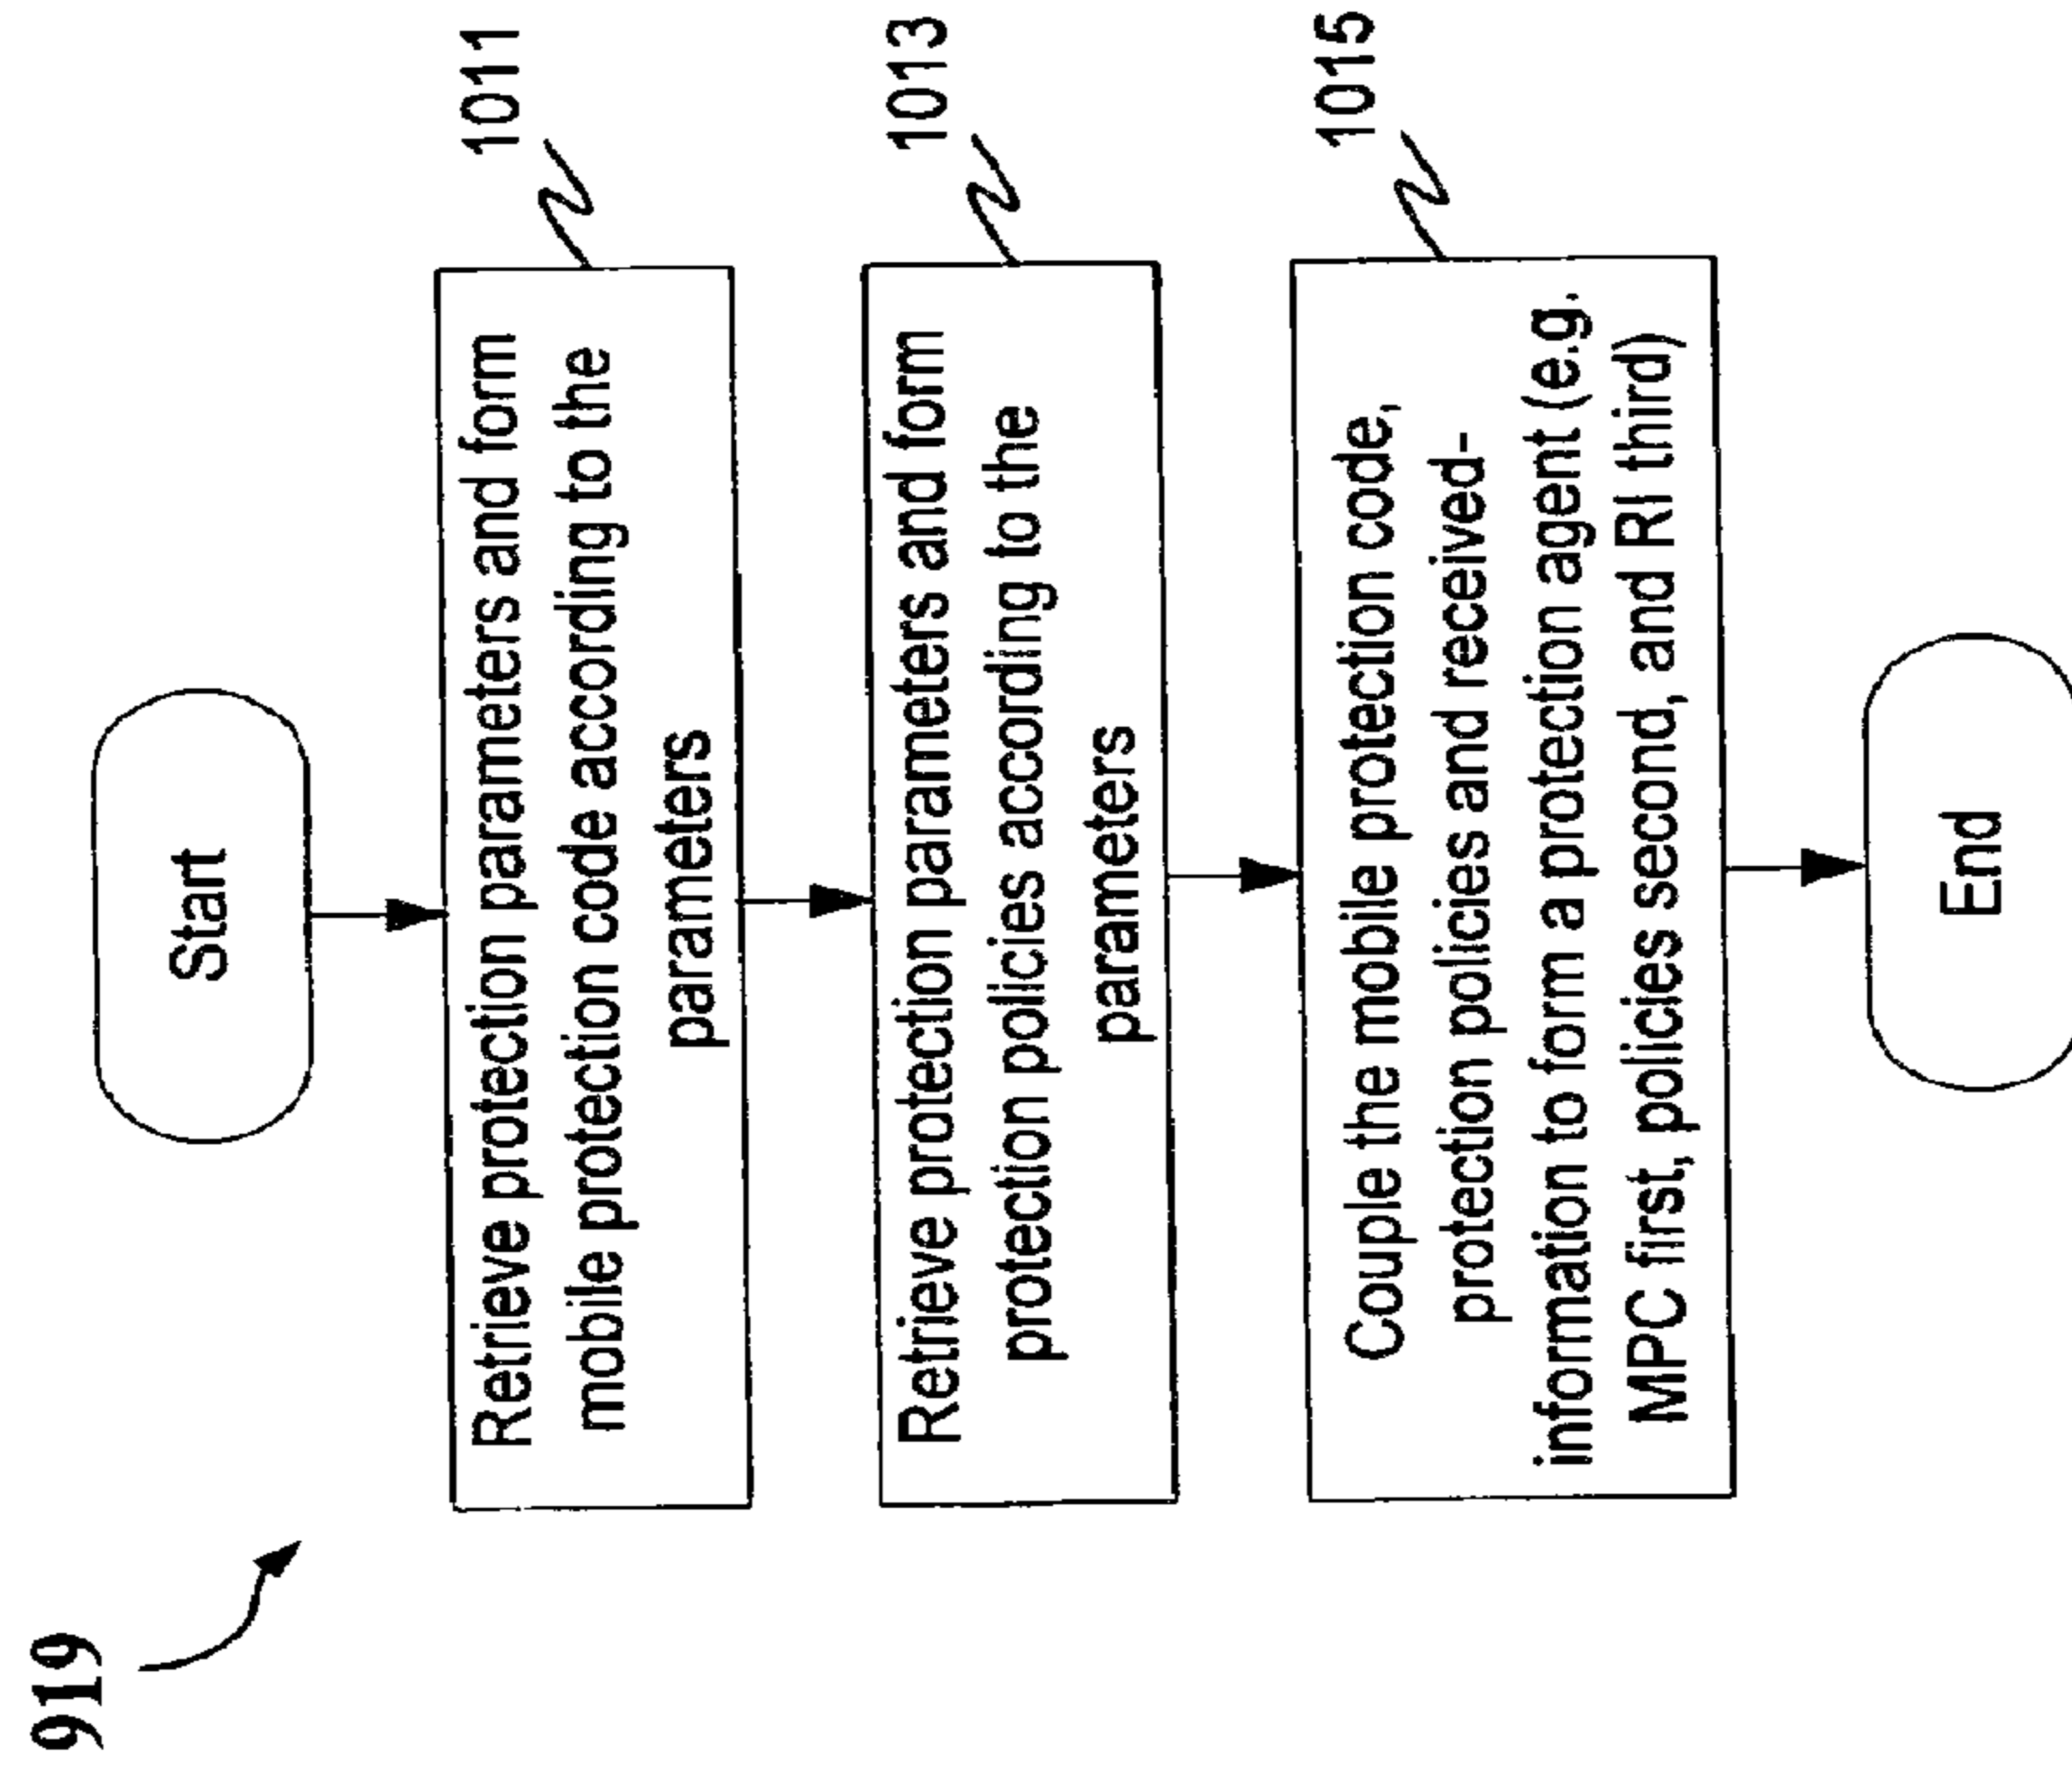 919
Start
Retrieve protection parameters and form
mobile protection code according to the
parameters
1011
Retrieve protection parameters and form
protection policies according to the
parameters
1013
Couple the mobile protection code,
protection policies and received-
information to form a protection agent (e.g.
MPC first, policies second, and RI third)
1015
End